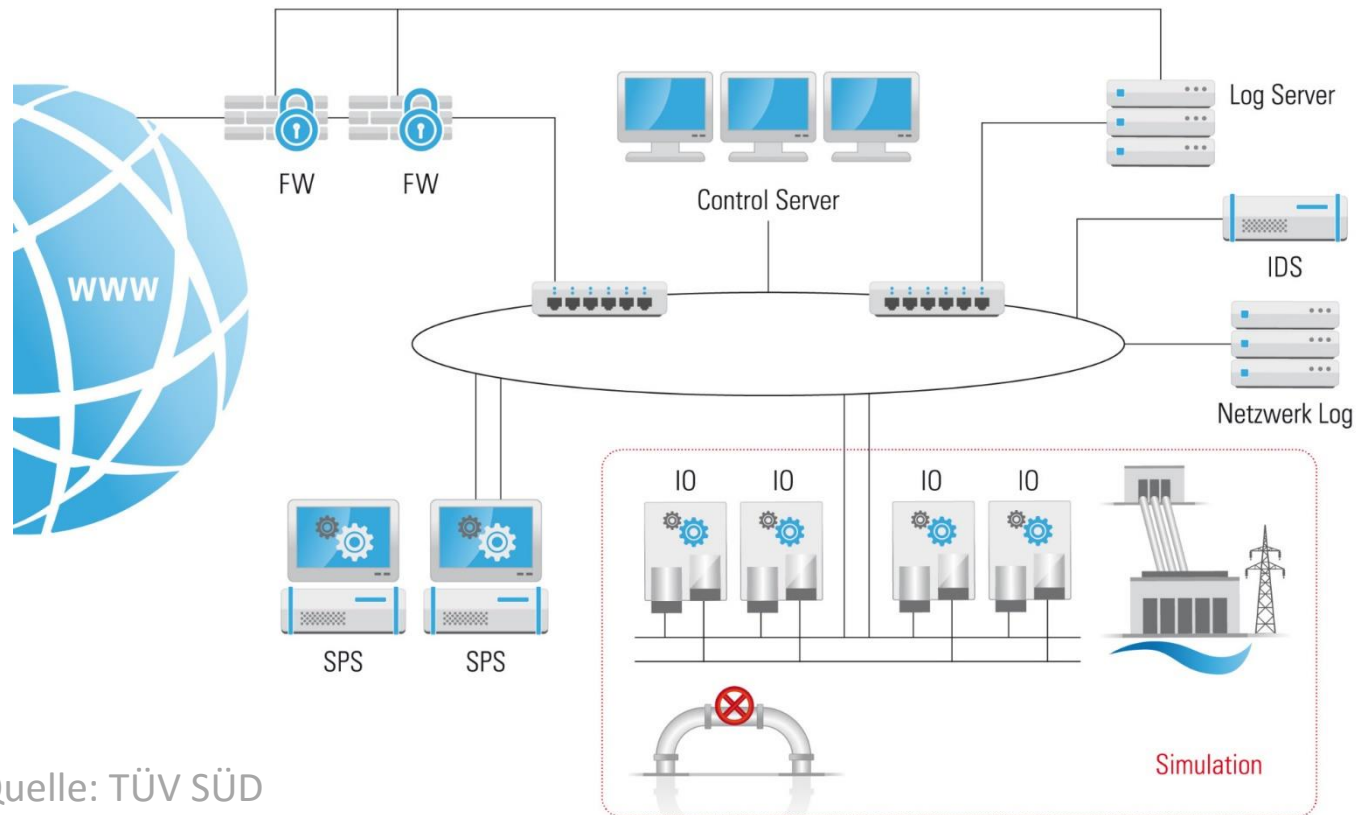 Log Server
FW
FW
Control Server
IDS
www
Netzwerk Log
IO
IO
IO
IO
SPS
SPS
Simulation
Quelle: TÜV SÜD